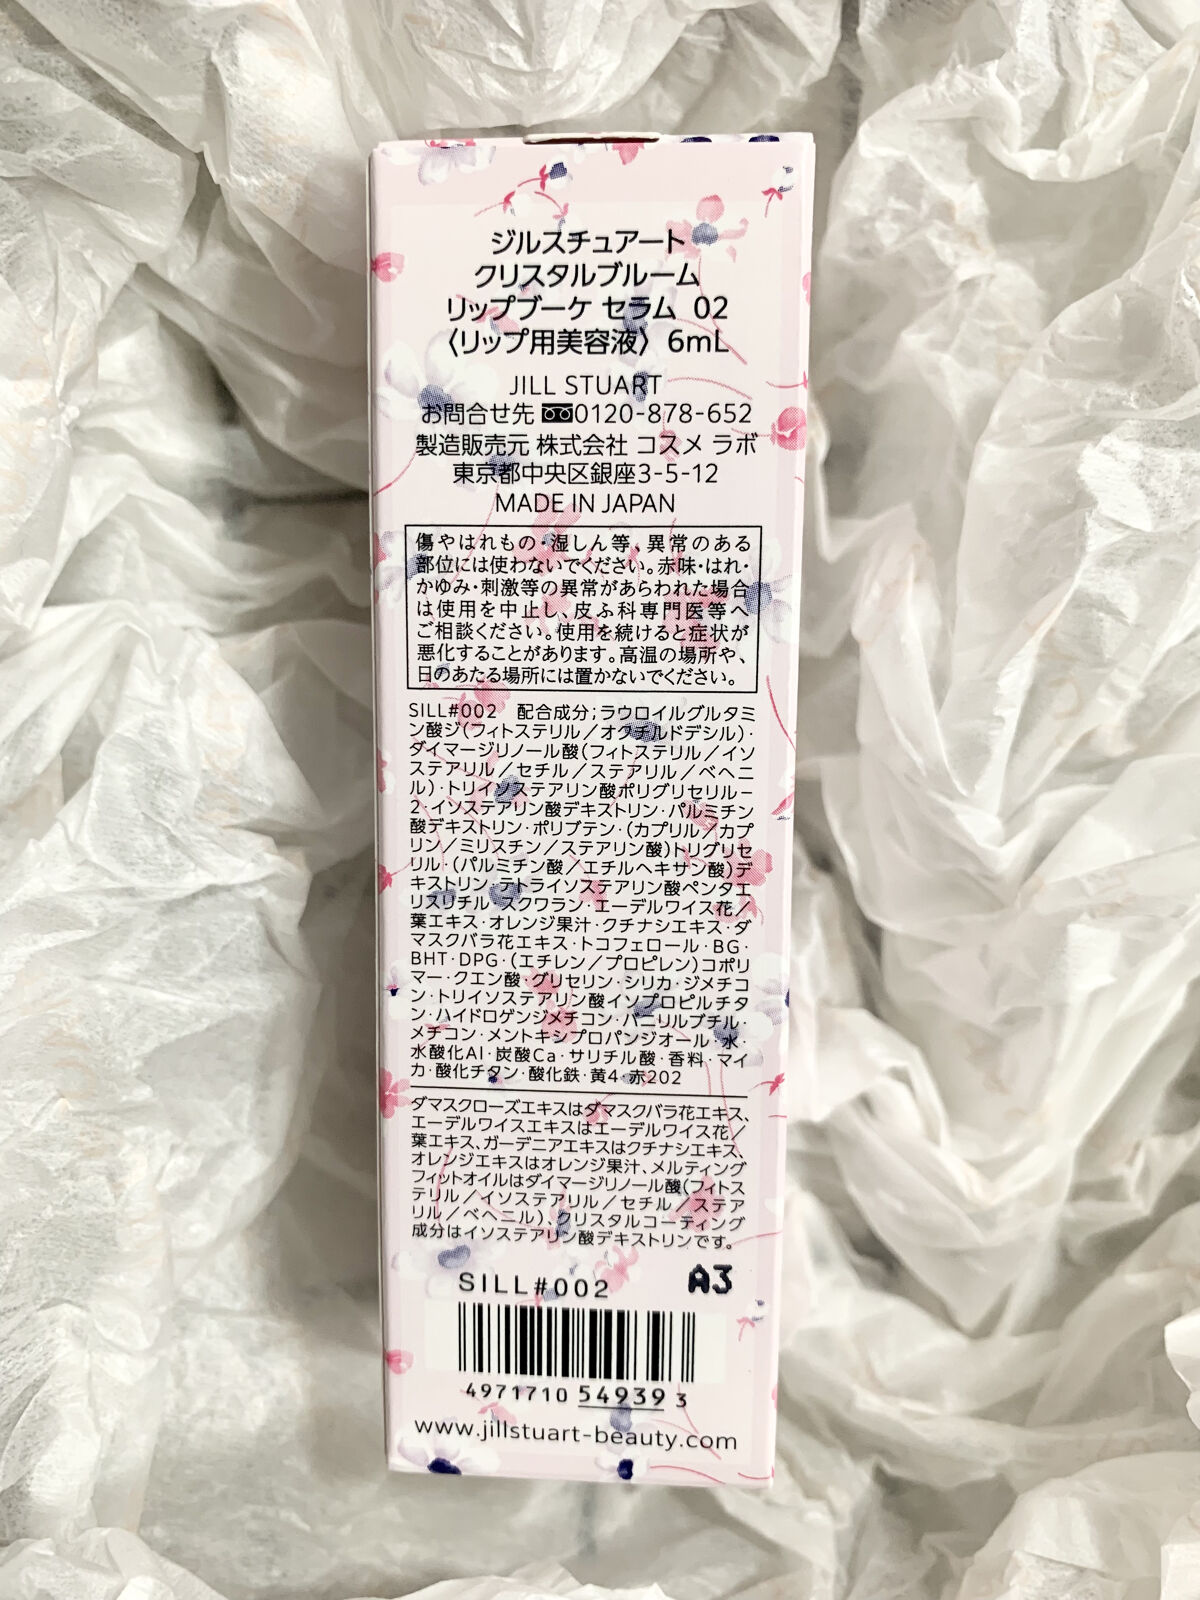 ジルスチュアート
クリスタルブルーム
リップブーケ セラム 02
〈リップ用美容液〉 6mL
JILL STUART
お問合せ先 0120-878-652
製造販売元 株式会社 コスメ ラボ
東京都中央区銀座3-5-12
MADE IN JAPAN
傷やはれもの・湿しん等、異常のある
部位には使わないでください。赤味・はれ・
かゆみ・刺激等の異常があらわれた場合
は使用を中止し、皮ふ科専門医等へ
ご相談ください。使用を続けると症状が
悪化することがあります。高温の場所や、
日のあたる場所には置かないでください。
SILL#002 配合成分;ラウロイルグルタミ
ン酸ジ(フィトステリル/オクチルドデシル)・
ダイマージリノール酸(フィトステリル/イソ
ステアリル/セチル/ステアリル/ベヘニ
ル)・トリイソステアリン酸ポリグリセリル-
2・イソステアリン酸デキストリン・パルミチン
酸デキストリン・ポリブテン・(カプリル/カプ
リン/ミリスチン/ステアリン酸)トリグリセ
リル・(パルミチン酸/エチルヘキサン酸)デ
キストリン・テトライソステアリン酸ペンタエ
リスリチル・スクワラン・エーデルワイス花/
葉エキス・オレンジ果汁・クチナシエキス・ダ
マスクバラ花エキス・トコフェロール・BG・
BHT・DPG・(エチレン/プロピレン)コポリ
マー・クエン酸・グリセリン・シリカ・ジメチコ
ン・トリイソステアリン酸イソプロピルチタ
ン・ハイドロゲンジメチコン・バニリルブチル・
メチコン・メントキシプロパンジオール・水・
水酸化Al・炭酸Ca・サリチル酸・香料・マイ
カ・酸化チタン・酸化鉄・黄4・赤202
ダマスクローズエキスはダマスクバラ花エキス、
エーデルワイスエキスはエーデルワイス花/
葉エキス、ガーデニアエキスはクチナシエキス、
オレンジエキスはオレンジ果汁、メルティング
フィットオイルはダイマージリノール酸(フィトス
テリル/イソステアリル/セチル/ステア
リル/ベヘニル)、クリスタルコーティング
成分はイソステアリン酸デキストリンです。
SILL#002 A3
4971710 54939 3
www.jillstuart-beauty.com